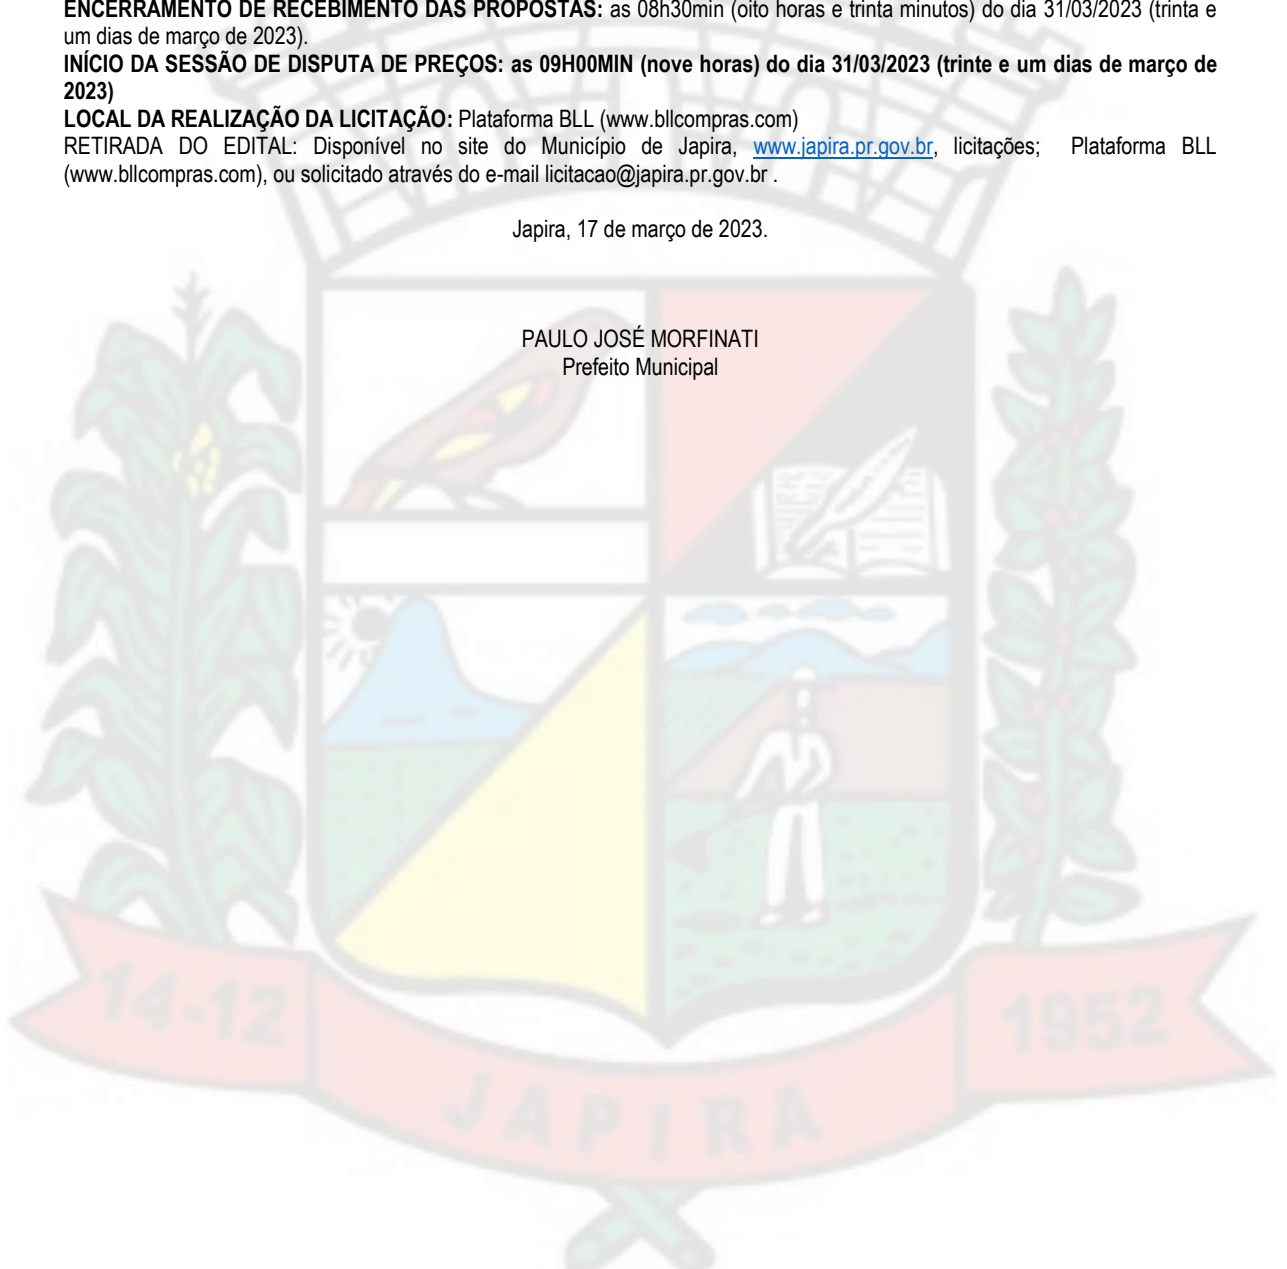 ENCERRAMENTO DE RECEBIMENTO DAS PROPOSTAS: as 08h30min (oito horas e trinta minutos) do dia 31/03/2023 (trinta e
um dias de março de 2023).
INÍCIO DA SESSÃO DE DISPUTA DE PREÇOS: as 09H00MIN (nove horas) do dia 31/03/2023 (trinte e um dias de março de
2023)
LOCAL DA REALIZAÇÃO DA LICITAÇÃO: Plataforma BLL (www.bllcompras.com)
RETIRADA DO EDITAL: Disponível no site do Município de Japira, www.japira.pr.gov.br, licitações; Plataforma BLL
(www.bllcompras.com), ou solicitado através do e-mail licitacao@japira.pr.gov.br .
Japira, 17 de março de 2023.
PAULO JOSÉ MORFINATI
Prefeito Municipal
14-12
1952
JAPIRA